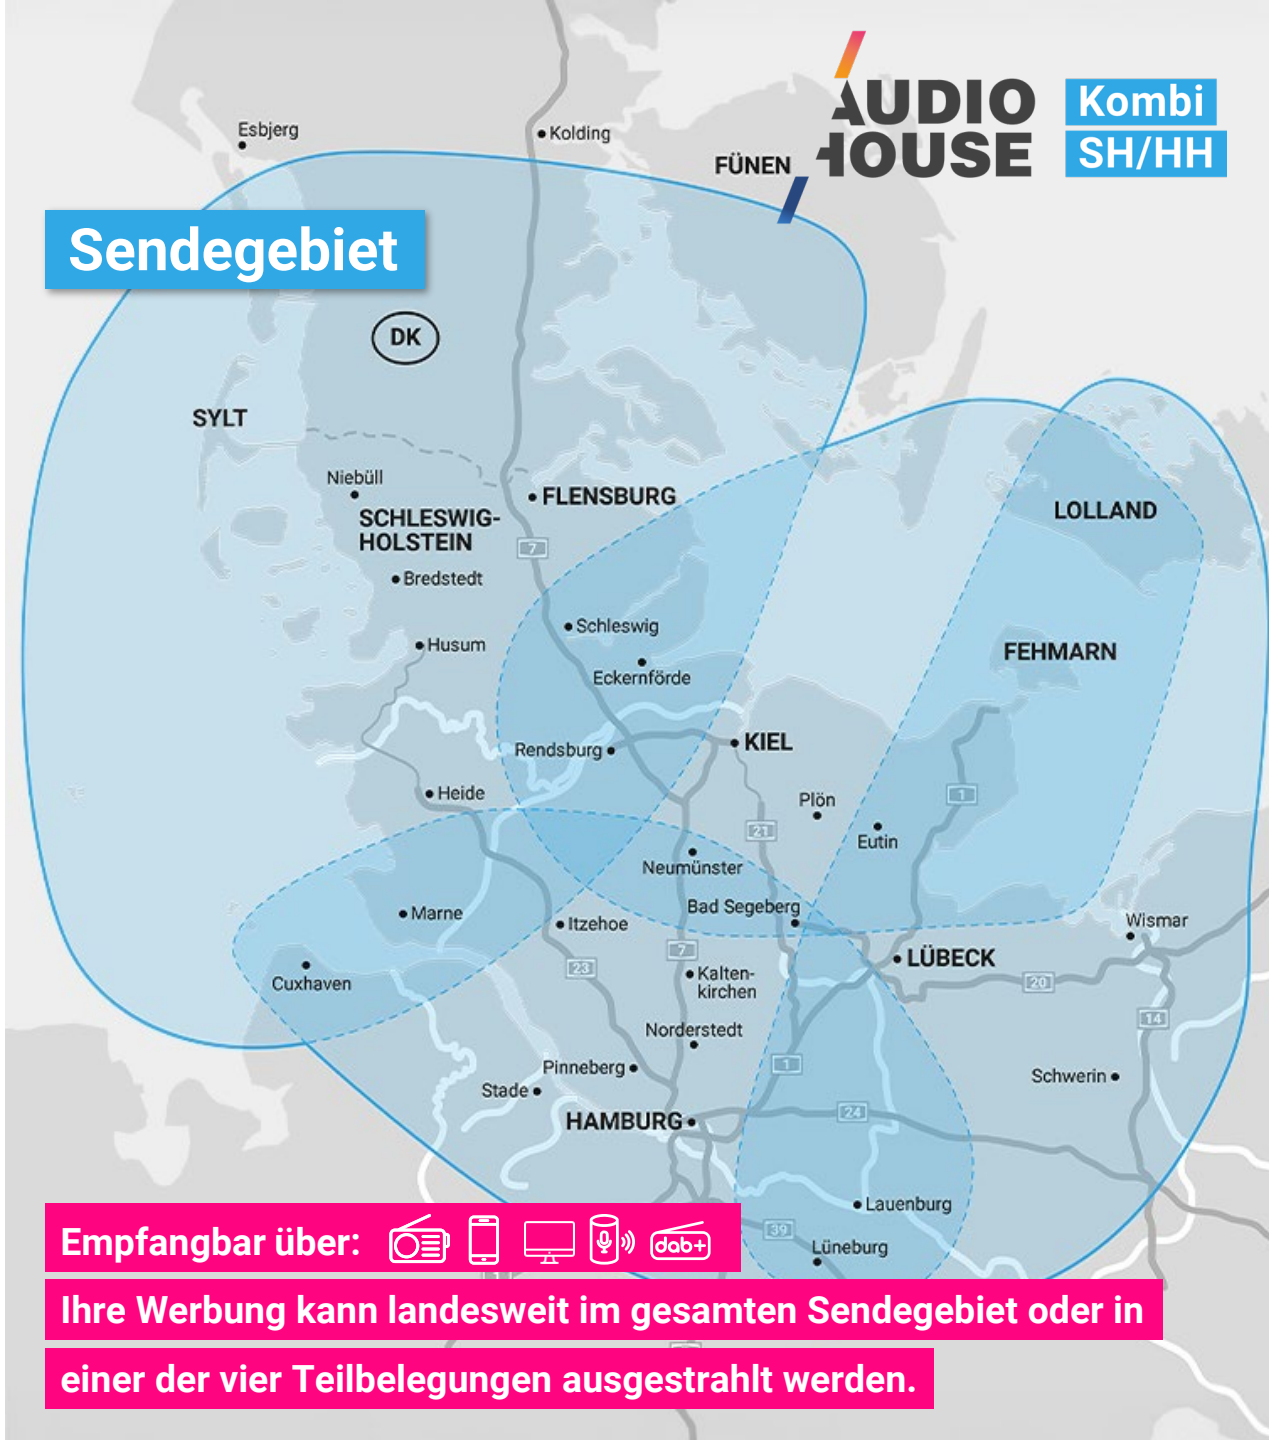 AUDIO
HOUSE
Kombi
SH/HH
Esbjerg
Kolding
FÜNEN
Sendegebiet
DK
SYLT
Niebüll
FLENSBURG
SCHLESWIG-
HOLSTEIN
LOLLAND
7
Bredstedt
Schleswig
Husum
FEHMARN
Eckernförde
Rendsburg
KIEL
Heide
Plön
1
21
Eutin
Neumünster
Marne
Bad Segeberg
Itzehoe
Wismar
7
LÜBECK
23
Kalten-
kirchen
Cuxhaven
20
14
Norderstedt
Pinneberg
1
Schwerin
Stade
24
HAMBURG
Lauenburg
39
Lüneburg
Empfangbar über:
dab+
Ihre Werbung kann landesweit im gesamten Sendegebiet oder in
einer der vier Teilbelegungen ausgestrahlt werden.